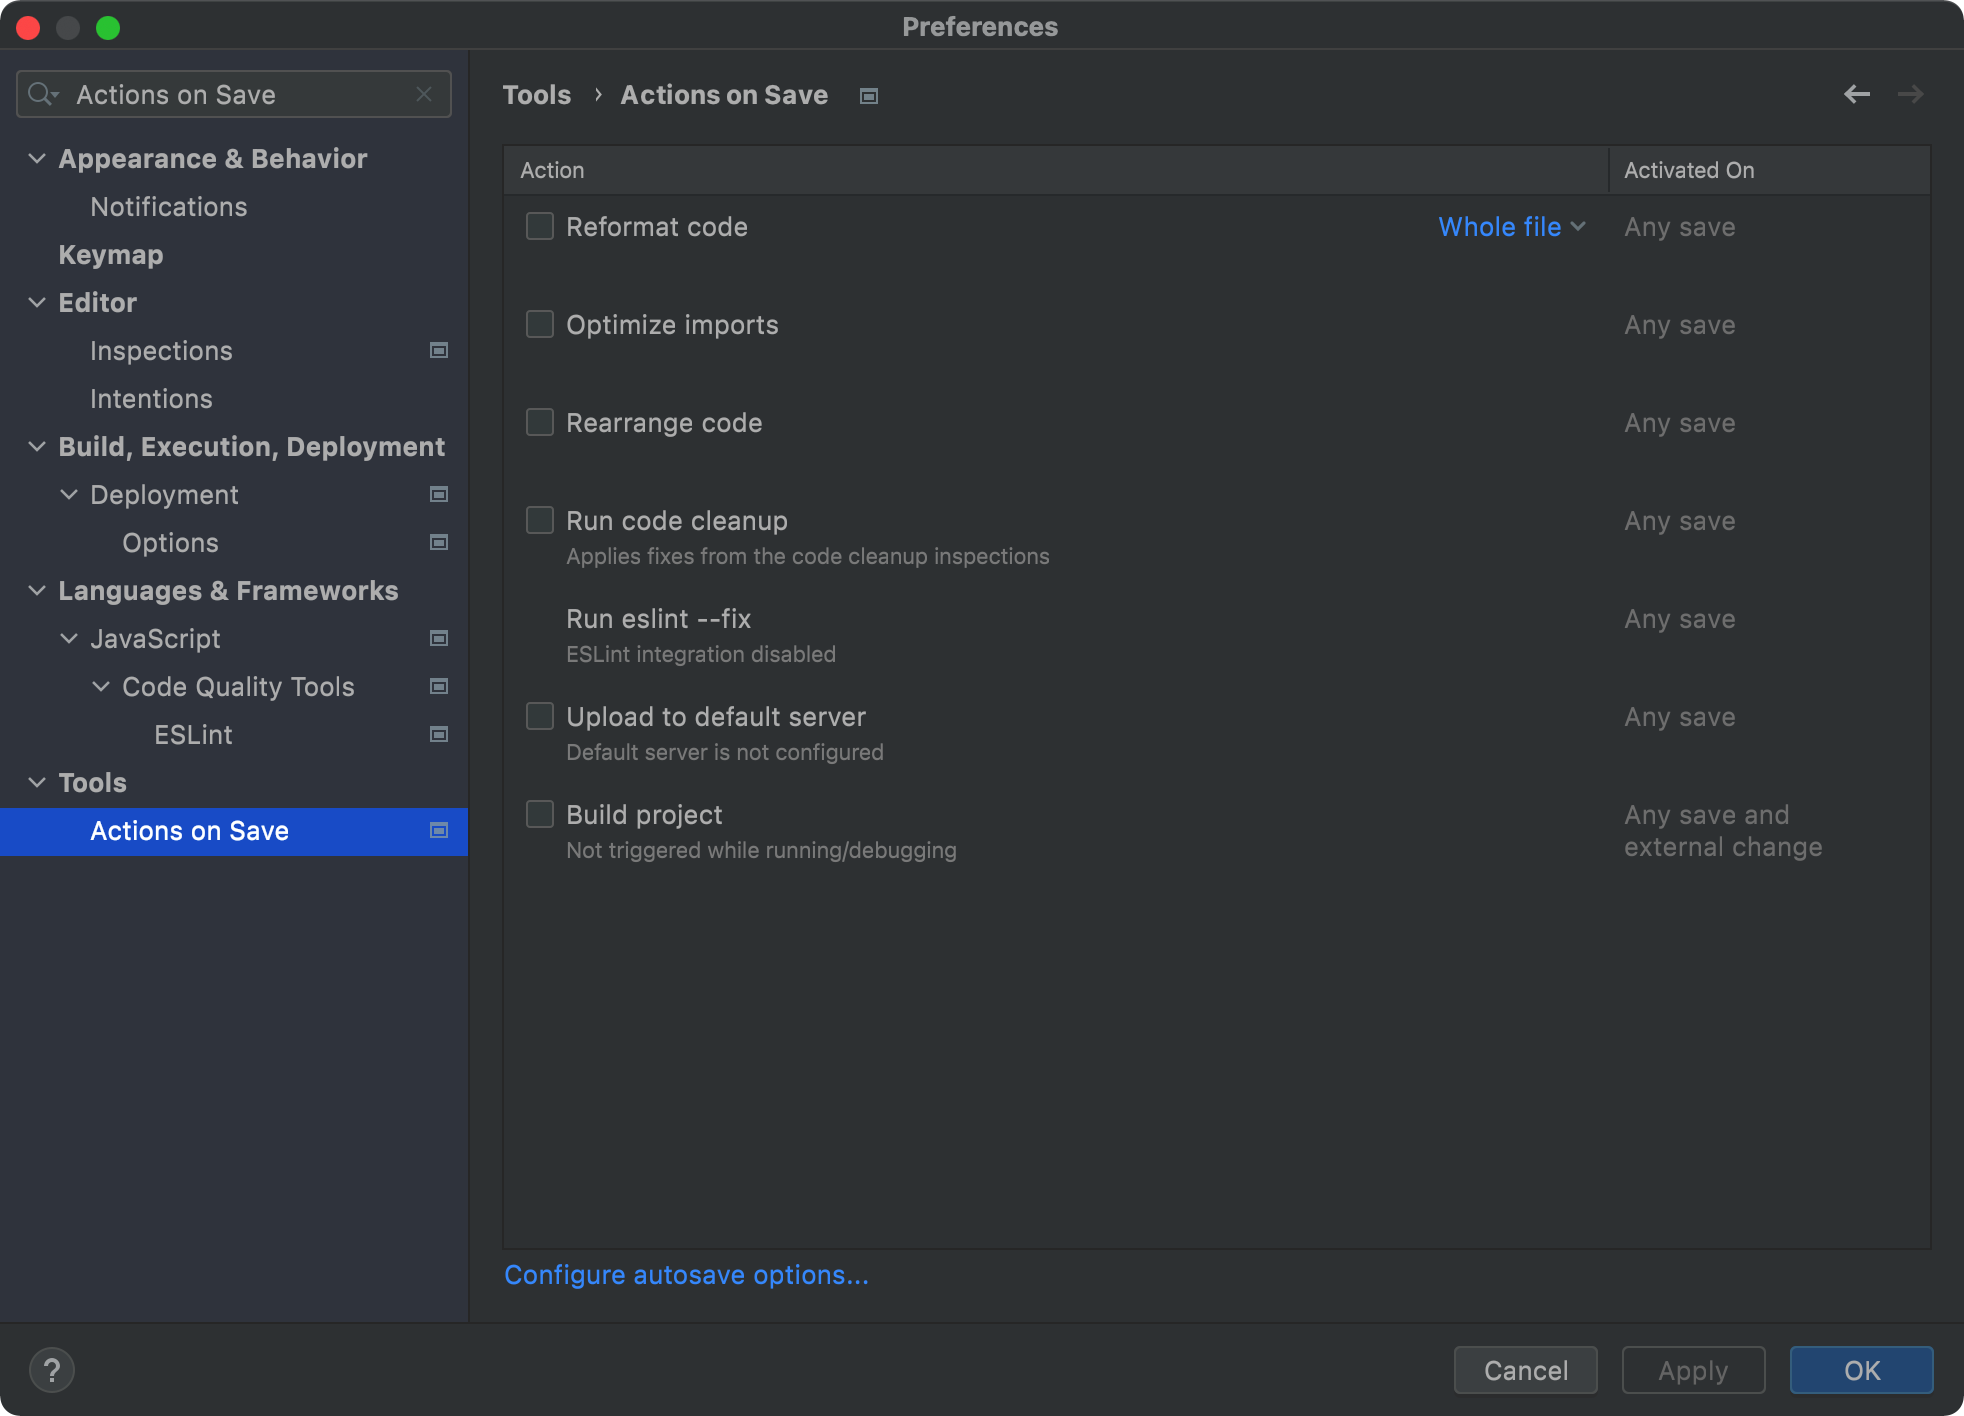 Preferences
Actions on Save
Appearance & Behavior
Notifications
Keymap
Editor
Inspections
Intentions
Build, Execution, Deployment
Deployment
Options
Languages & Frameworks
JavaScript
Code Quality Tools
ESLint
Tools
Actions on Save
Tools › Actions on Save
Action Activated On
Reformat code Whole file Any save
Optimize imports Any save
Rearrange code Any save
Run code cleanup Any save
Applies fixes from the code cleanup inspections
Run eslint --fix Any save
ESLint integration disabled
Upload to default server Any save
Default server is not configured
Build project Any save and
external change
Not triggered while running/debugging
Configure autosave options...
? Cancel Apply OK